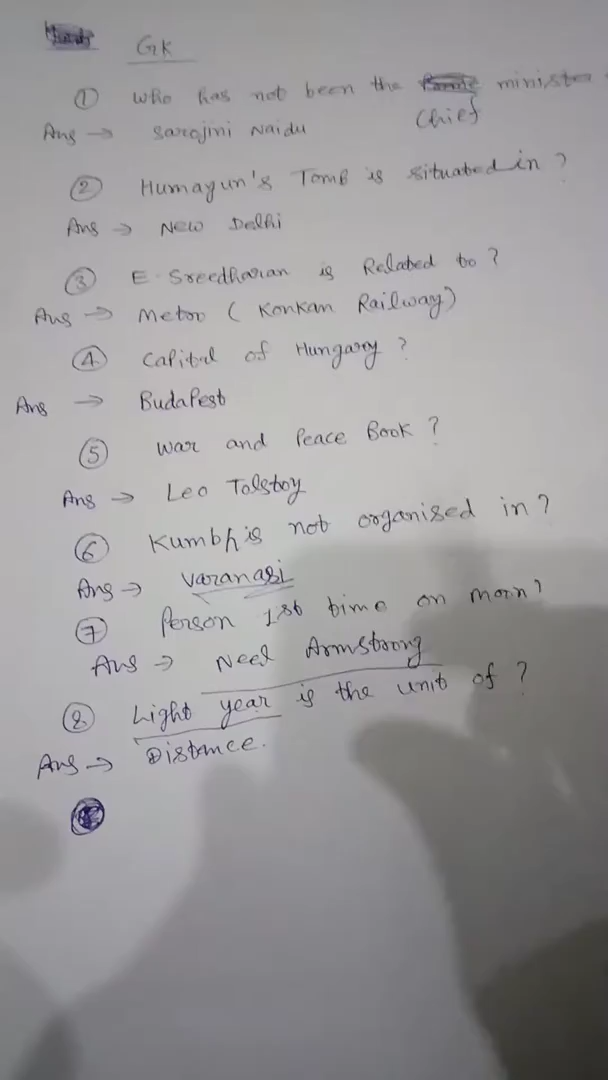 GK
① Who has not been the minister
Chief
Ans → Sarojini Naidu
② Humayun's Tomb is situated in ?
Ans → New Delhi
③ E. Sreedharan is Related to ?
Ans → Metro ( Konkan Railway)
④ Capital of Hungary ?
Ans → Budapest
⑤ War and Peace Book ?
Ans → Leo Tolstoy
⑥ Kumbh is not organised in ?
Ans → Varanasi
⑦ Person 1st time on moon ?
Ans → Neel Armstrong
⑧ Light year is the unit of ?
Ans → Distance.